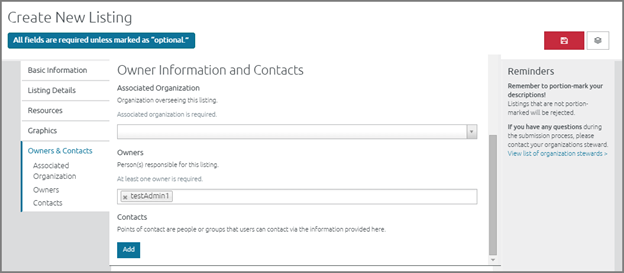 Create New Listing
All fields are required unless marked as "optional."
Basic Information
Listing Details
Resources
Graphics
Owners & Contacts
Associated
Organization
Owners
Contacts
Owner Information and Contacts
Associated Organization
Organization overseeing this listing.
Associated organization is required.
Owners
Person(s) responsible for this listing.
At least one owner is required.
× testAdmin1
Contacts
Points of contact are people or groups that users can contact via the information provided here.
Add
Reminders
Remember to portion-mark your
descriptions!
Listings that are not portion-
marked will be rejected.
If you have any questions during
the submission process, please
contact your organizations steward.
View list of organization stewards >